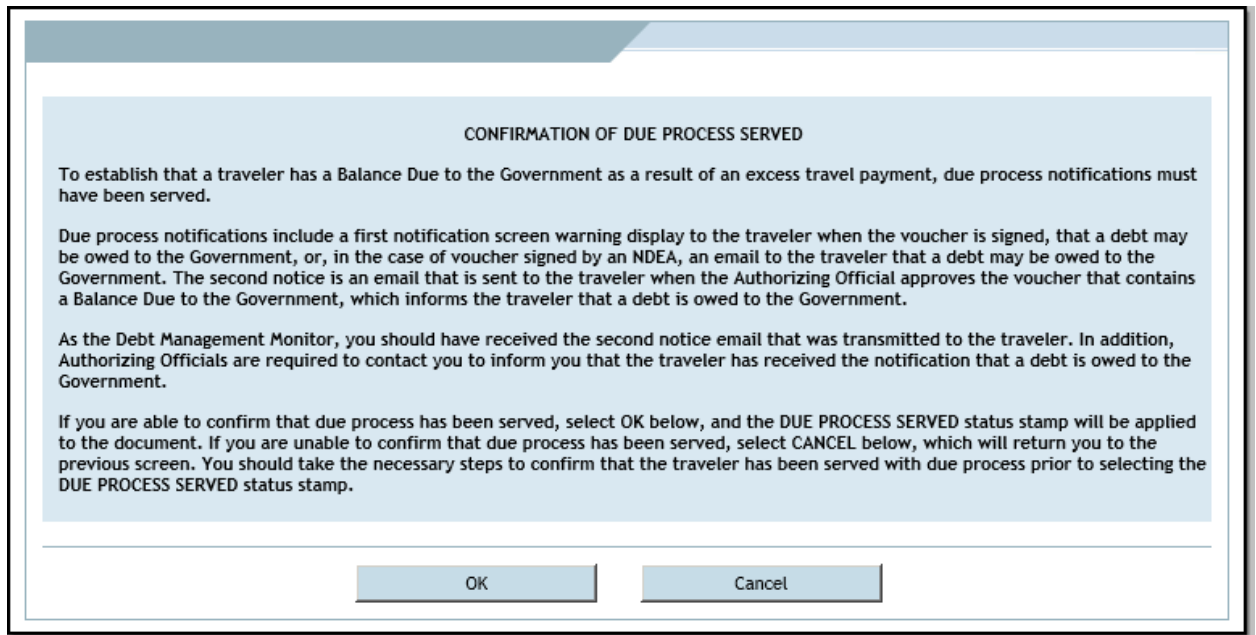 CONFIRMATION OF DUE PROCESS SERVED
To establish that a traveler has a Balance Due to the Government as a result of an excess travel payment, due process notifications must
have been served.
Due process notifications include a first notification screen warning display to the traveler when the voucher is signed, that a debt may
be owed to the Government, or, in the case of voucher signed by an NDEA, an email to the traveler that a debt may be owed to the
Government. The second notice is an email that is sent to the traveler when the Authorizing Official approves the voucher that contains
a Balance Due to the Government, which informs the traveler that a debt is owed to the Government.
As the Debt Management Monitor, you should have received the second notice email that was transmitted to the traveler. In addition,
Authorizing Officials are required to contact you to inform you that the traveler has received the notification that a debt is owed to the
Government.
If you are able to confirm that due process has been served, select OK below, and the DUE PROCESS SERVED status stamp will be applied
to the document. If you are unable to confirm that due process has been served, select CANCEL below, which will return you to the
previous screen. You should take the necessary steps to confirm that the traveler has been served with due process prior to selecting the
DUE PROCESS SERVED status stamp.
OK Cancel